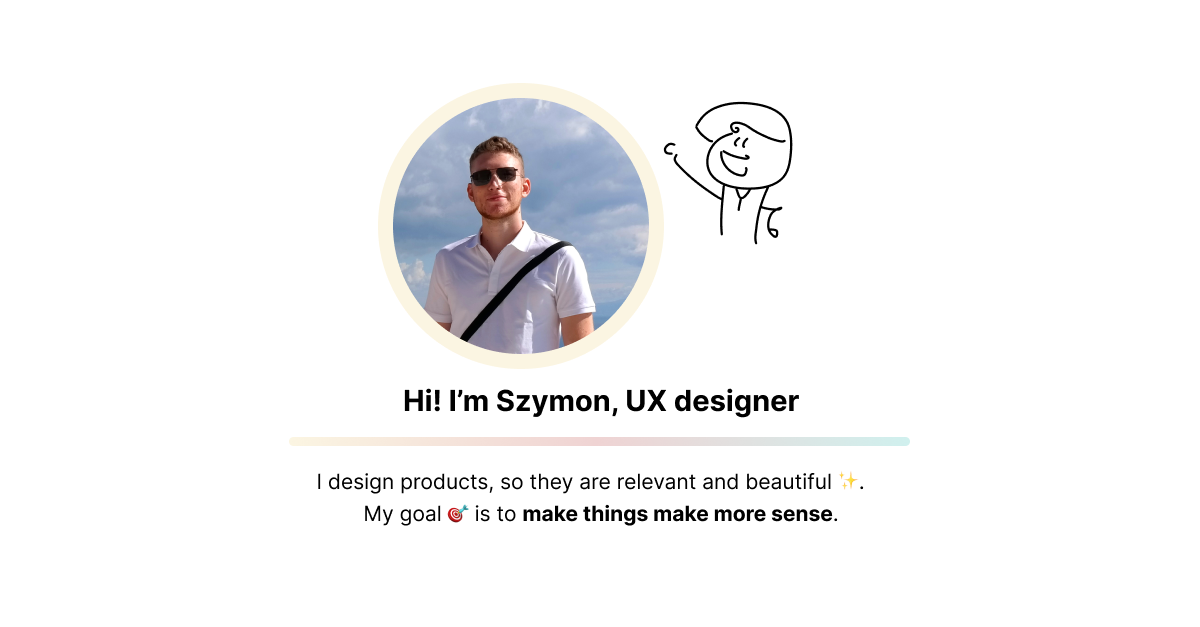 Hi! I’m Szymon, UX designer
I design products, so they are relevant and beautiful ✨.
My goal 🎯 is to make things make more sense.